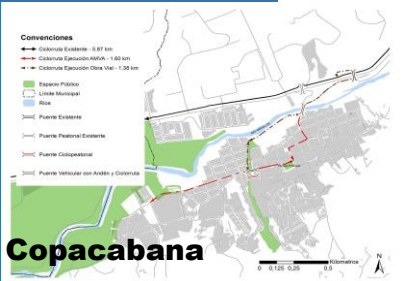 Convenciones
Ciclorruta Existente - 5.87 km
Ciclorruta Ejecución AMVA - 1.60 km
Ciclorruta Ejecución Obra Vial - 1.38 km
Espacio Público
Límite Municipal
Ríos
Puente Existente
Puente Peatonal Existente
Puente Ciclopeatonal
Puente Vehicular con Andén y Ciclorruta
Copacabana
Kilometros
0 0,125 0,25 0,5
N